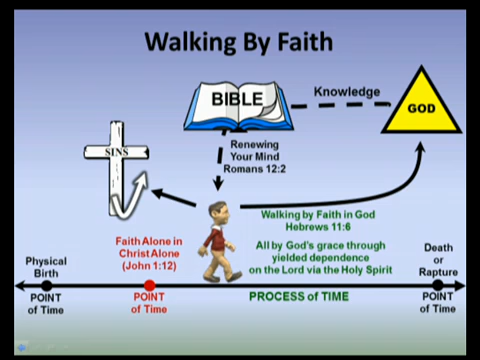 Walking By Faith
BIBLE
Knowledge
GOD
SINS
Renewing
Your Mind
Romans 12:2
Walking by Faith in God
Hebrews 11:6
Faith Alone in
Christ Alone
(John 1:12)
All by God's grace through
yielded dependence
on the Lord via the Holy Spirit
Physical
Birth
Death
or
Rapture
POINT
of Time
POINT
of Time
PROCESS of TIME
POINT
of Time